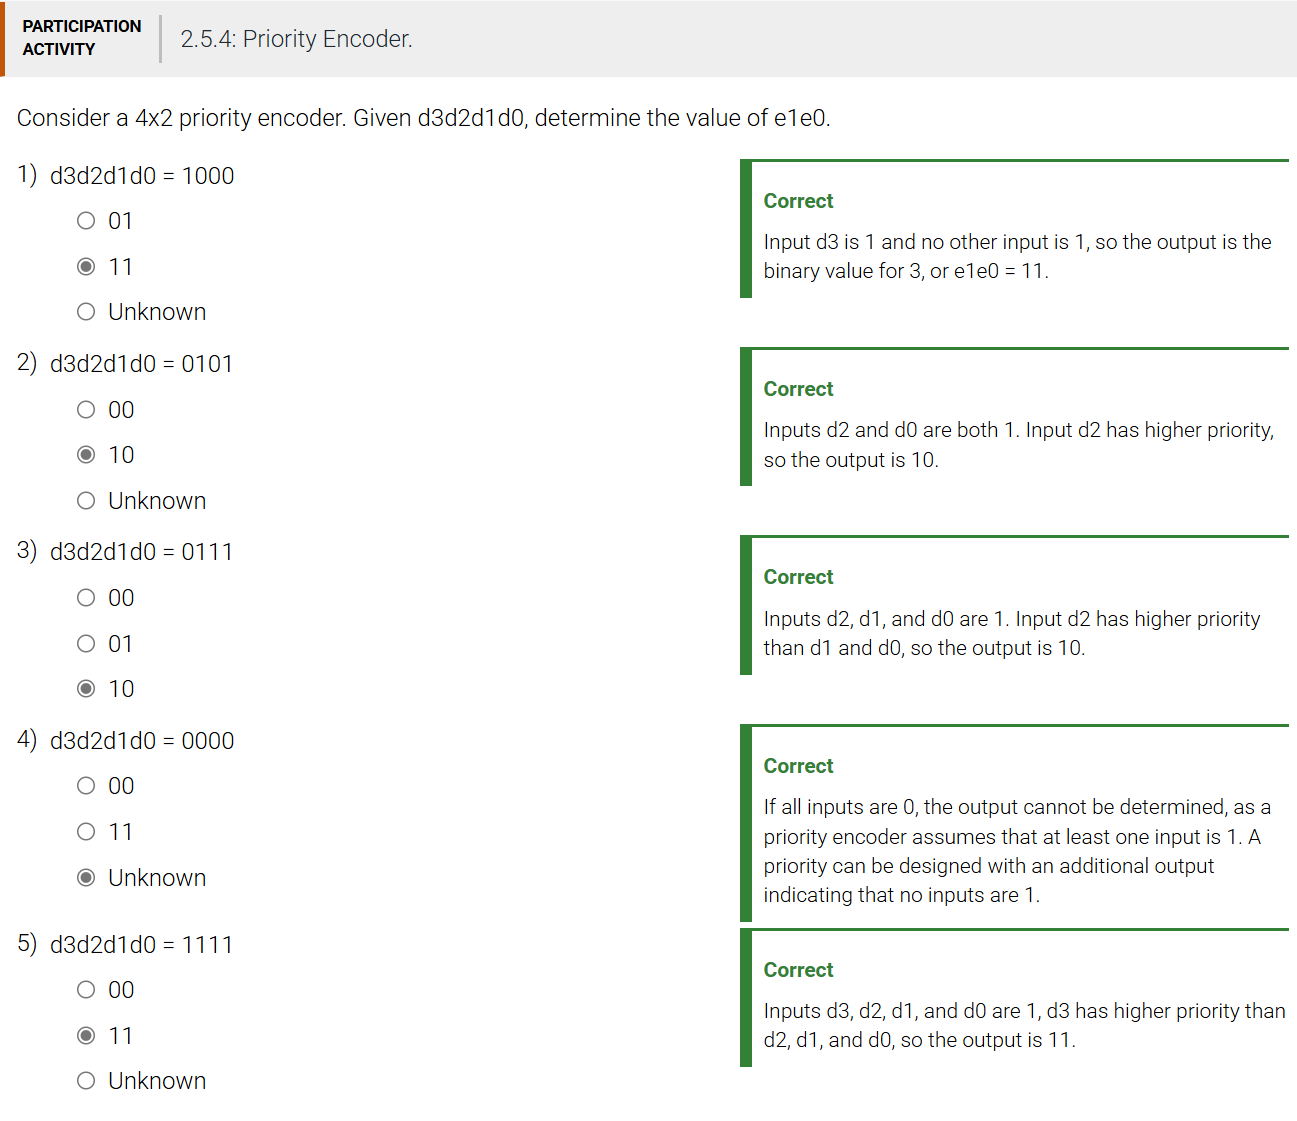 PARTICIPATION
ACTIVITY
2.5.4: Priority Encoder.
Consider a 4x2 priority encoder. Given d3d2d1d0, determine the value of e1e0.
1) d3d2d1d0 = 1000
01
11
Unknown
Correct
Input d3 is 1 and no other input is 1, so the output is the
binary value for 3, or e1e0 = 11.
2) d3d2d1d0 = 0101
00
10
Unknown
Correct
Inputs d2 and d0 are both 1. Input d2 has higher priority,
so the output is 10.
3) d3d2d1d0 = 0111
00
01
10
Correct
Inputs d2, d1, and d0 are 1. Input d2 has higher priority
than d1 and d0, so the output is 10.
4) d3d2d1d0 = 0000
00
11
Unknown
Correct
If all inputs are 0, the output cannot be determined, as a
priority encoder assumes that at least one input is 1. A
priority can be designed with an additional output
indicating that no inputs are 1.
5) d3d2d1d0 = 1111
00
11
Unknown
Correct
Inputs d3, d2, d1, and d0 are 1, d3 has higher priority than
d2, d1, and d0, so the output is 11.